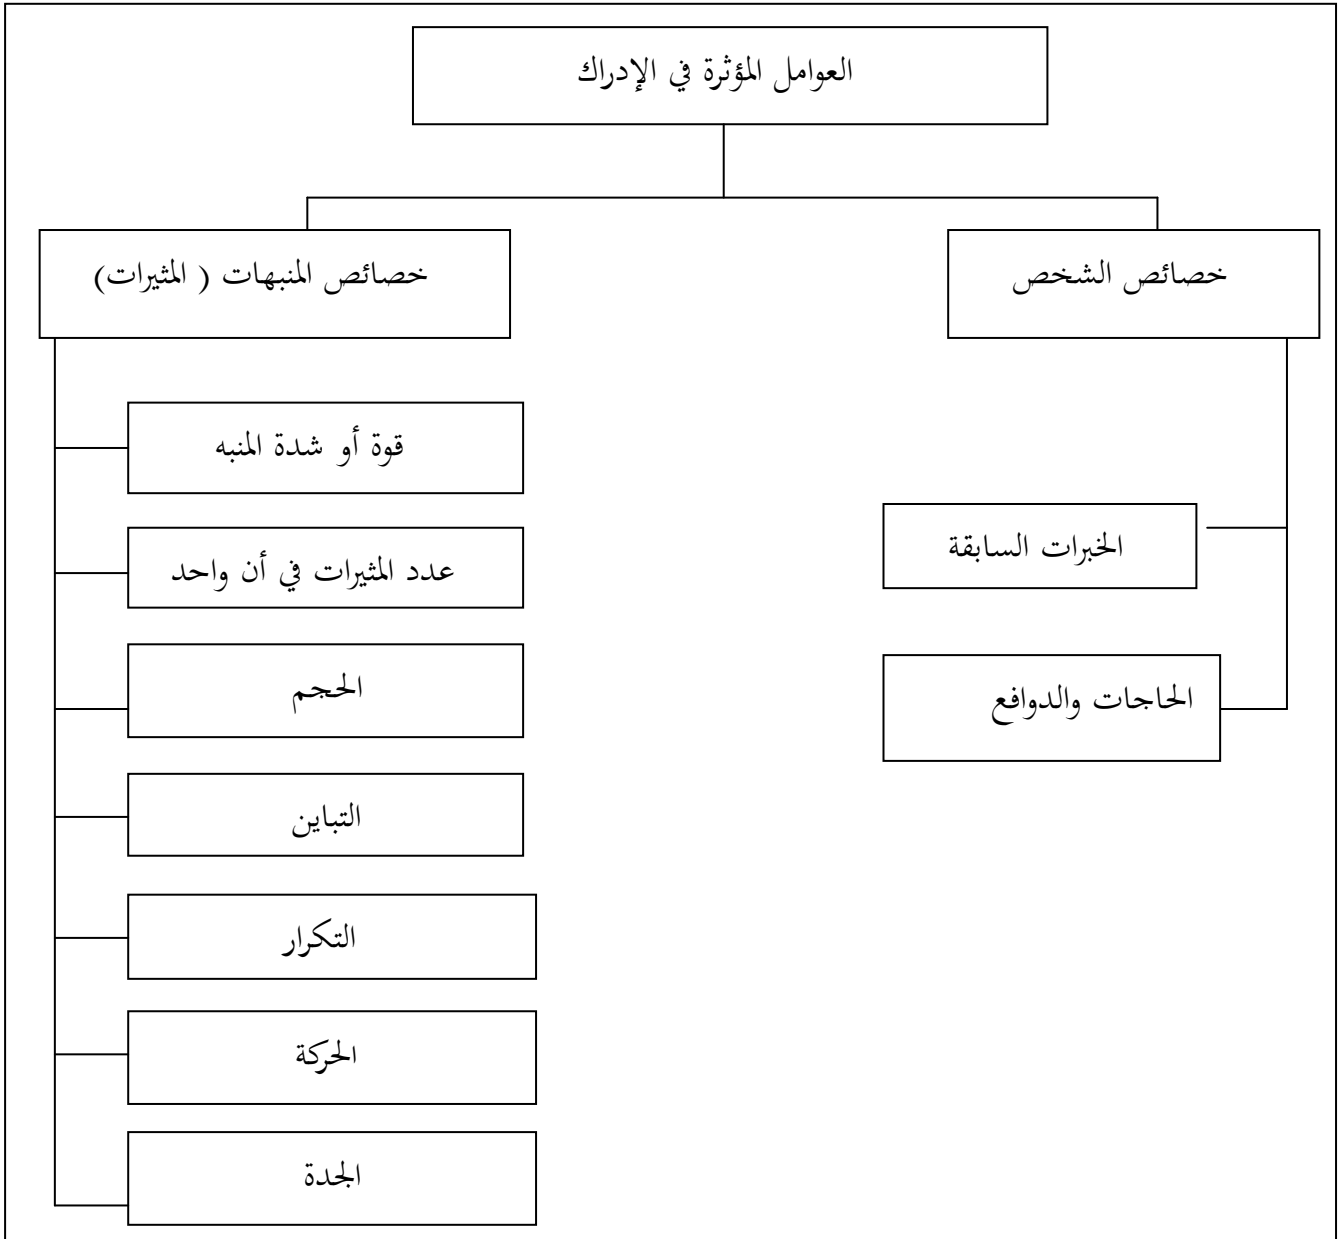 العوامل المؤثرة في الإدراك
خصائص الشخص
الخبرات السابقة
الحاجات والدوافع
خصائص المنبهات ( المثيرات)
قوة أو شدة المنبه
عدد المثيرات في أن واحد
الحجم
التباين
التكرار
الحركة
الجدة